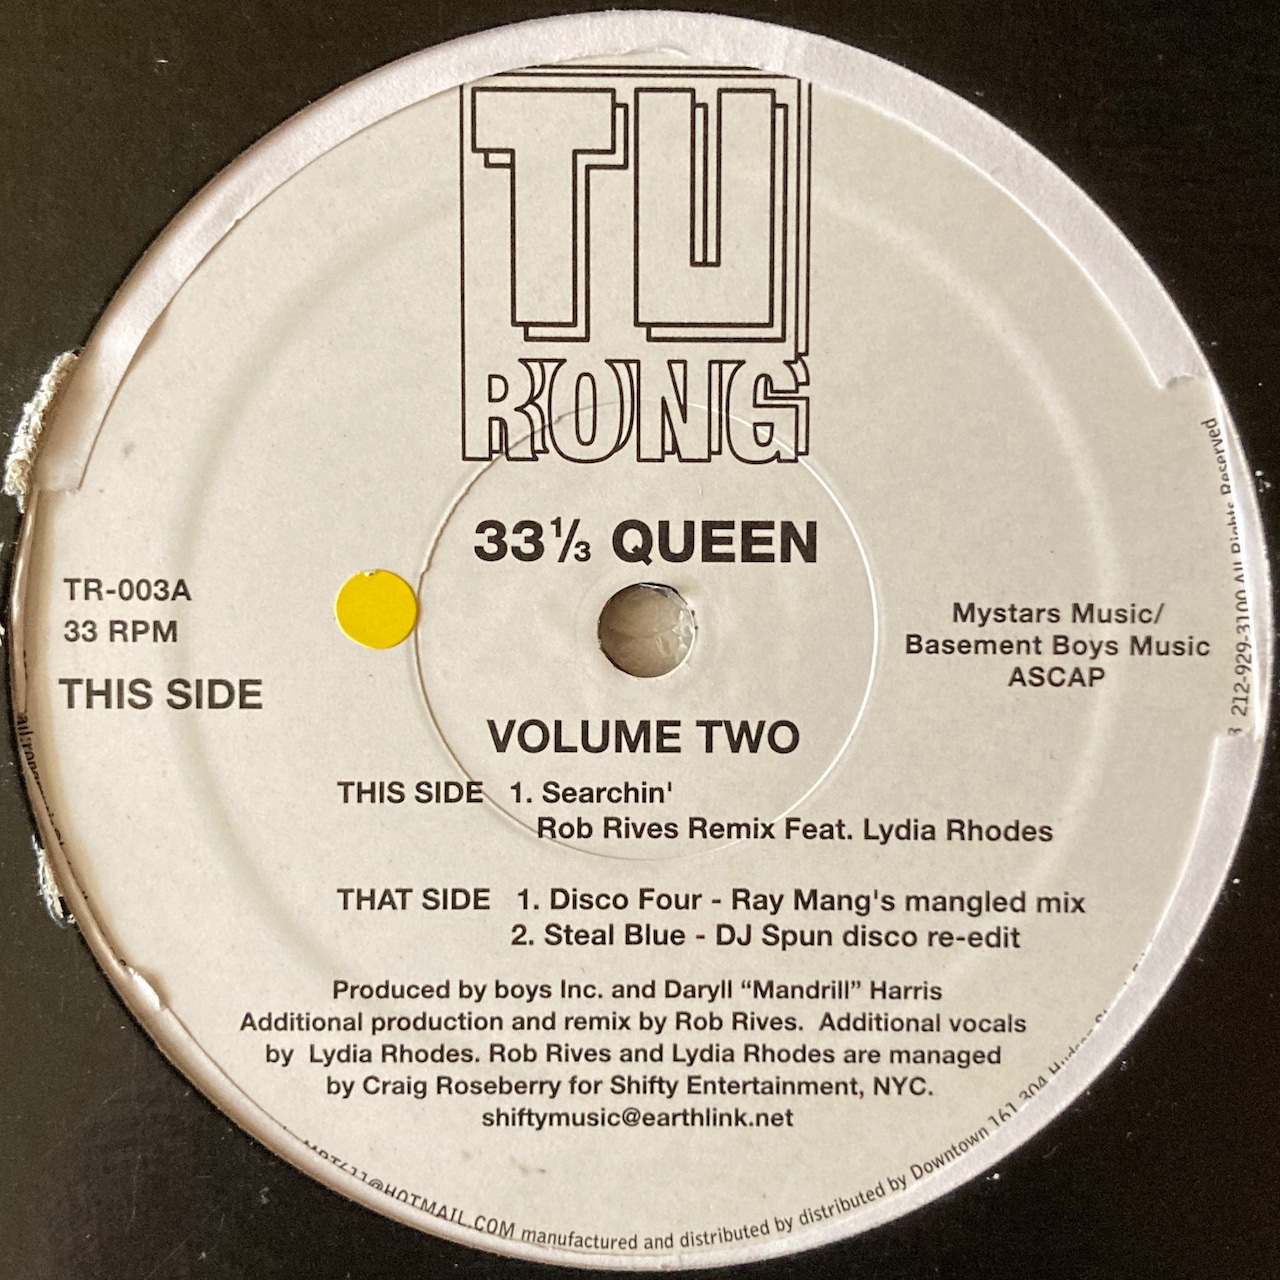 TU
RONG
33⅓ QUEEN
TR-003A
33 RPM
THIS SIDE
Mystars Music/
Basement Boys Music
ASCAP
VOLUME TWO
THIS SIDE 1. Searchin'
Rob Rives Remix Feat. Lydia Rhodes
THAT SIDE 1. Disco Four - Ray Mang's mangled mix
2. Steal Blue - DJ Spun disco re-edit
Produced by boys Inc. and Daryll “Mandrill” Harris
Additional production and remix by Rob Rives. Additional vocals
by Lydia Rhodes. Rob Rives and Lydia Rhodes are managed
by Craig Roseberry for Shifty Entertainment, NYC.
shiftymusic@earthlink.net
@HOTMAIL.COM manufactured and distributed by distributed by Downtown 161 304 212-929-3100 All Rights Reserved